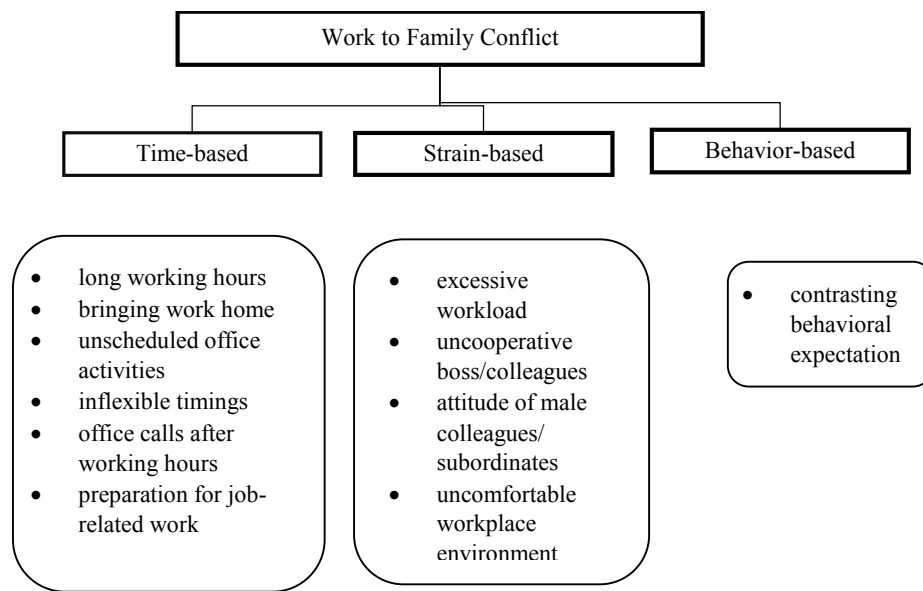 Work to Family Conflict
Time-based
Strain-based
Behavior-based
• long working hours
• bringing work home
• unscheduled office
activities
• inflexible timings
• office calls after
working hours
• preparation for job-
related work
• excessive
workload
• uncooperative
boss/colleagues
• attitude of male
colleagues/
subordinates
• uncomfortable
workplace
environment
• contrasting
behavioral
expectation